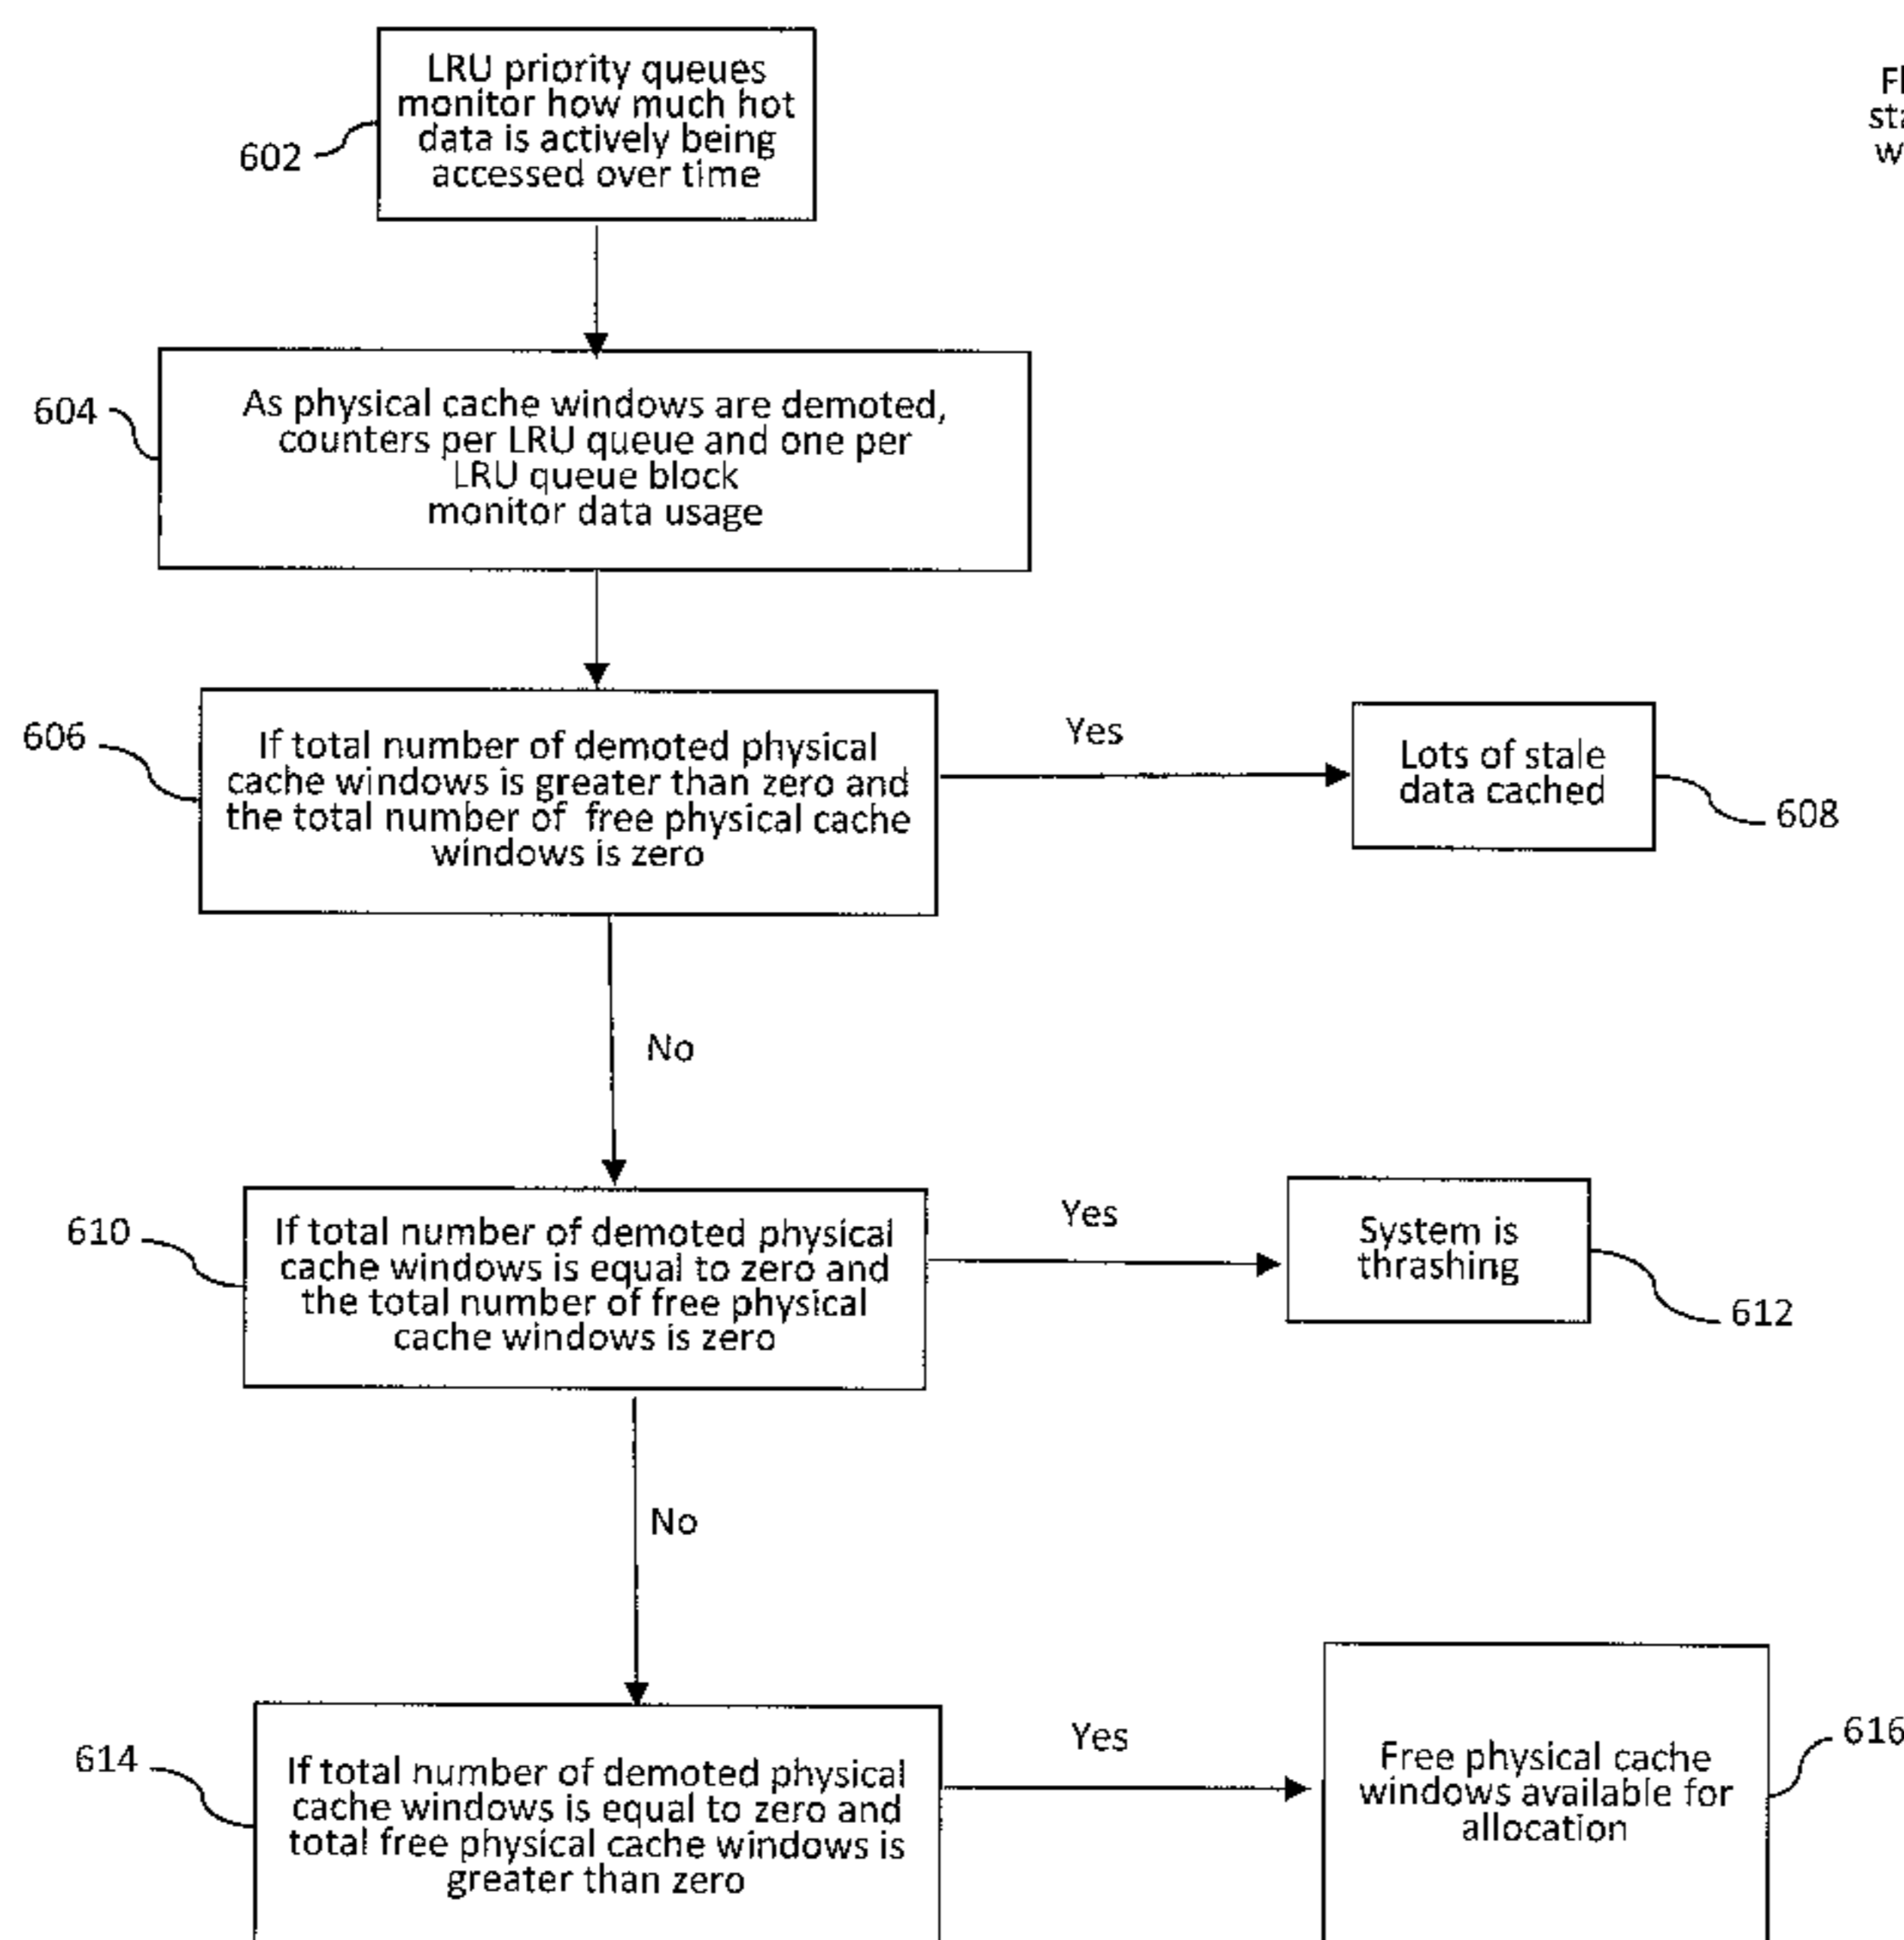 LRU priority queues
monitor how much hot
data is actively being
accessed over time
602
As physical cache windows are demoted,
counters per LRU queue and one per
LRU queue block
monitor data usage
604
If total number of demoted physical
cache windows is greater than zero and
the total number of free physical cache
windows is zero
606
Yes
Lots of stale
data cached
608
No
If total number of demoted physical
cache windows is equal to zero and
the total number of free physical
cache windows is zero
610
Yes
System is
thrashing
612
No
If total number of demoted physical
cache windows is equal to zero and
total free physical cache windows is
greater than zero
614
Yes
Free physical cache
windows available for
allocation
616